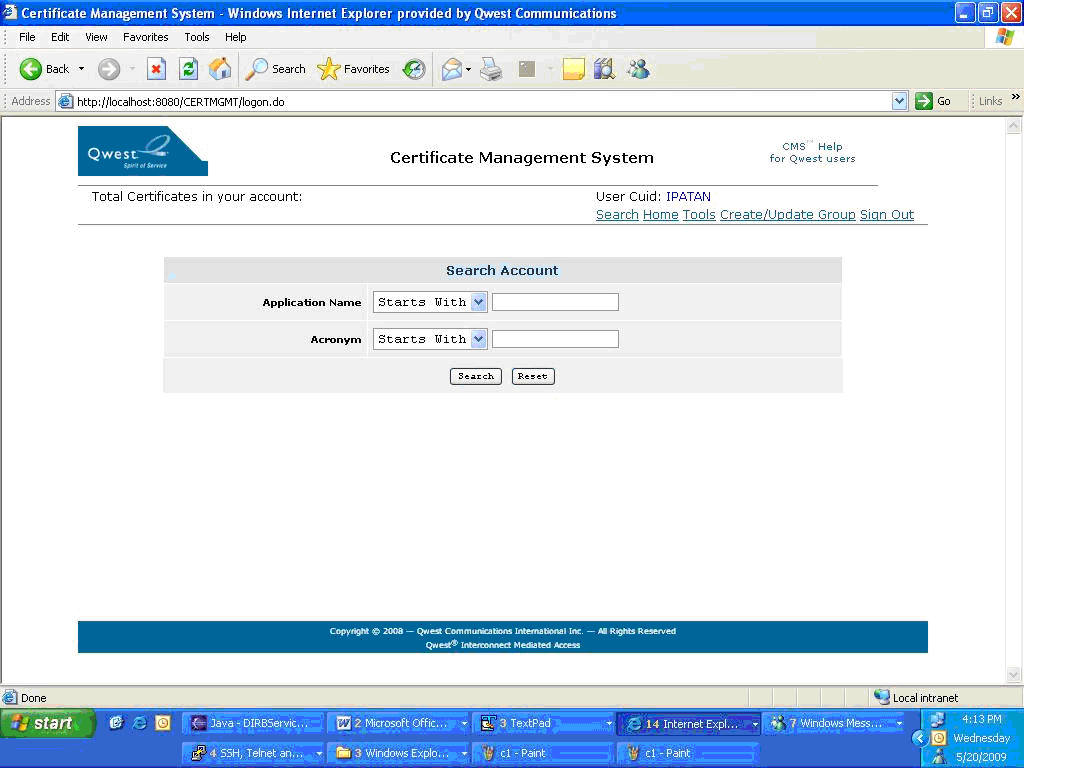 Certificate Management System - Windows Internet Explorer provided by Qwest Communications
File Edit View Favorites Tools Help
Back Search Favorites
Address http://localhost:8080/CERTMGMT/logon.do Go Links »
Qwest
Spirit of Service
Certificate Management System
CMS™ Help
for Qwest users
Total Certificates in your account:
User Cuid: IPATAN
Search Home Tools Create/Update Group Sign Out
Search Account
Application Name Starts With
Acronym Starts With
Search Reset
Copyright © 2008 — Qwest Communications International Inc. — All Rights Reserved
Qwest® Interconnect Mediated Access
Done Local intranet
start Java - DIRBServic... 2 Microsoft Offic... 3 TextPad 14 Internet Expl... 7 Windows Mess... 4:13 PM
Wednesday
4 SSH, Telnet an... 3 Windows Explo... c1 - Paint c1 - Paint 5/20/2009